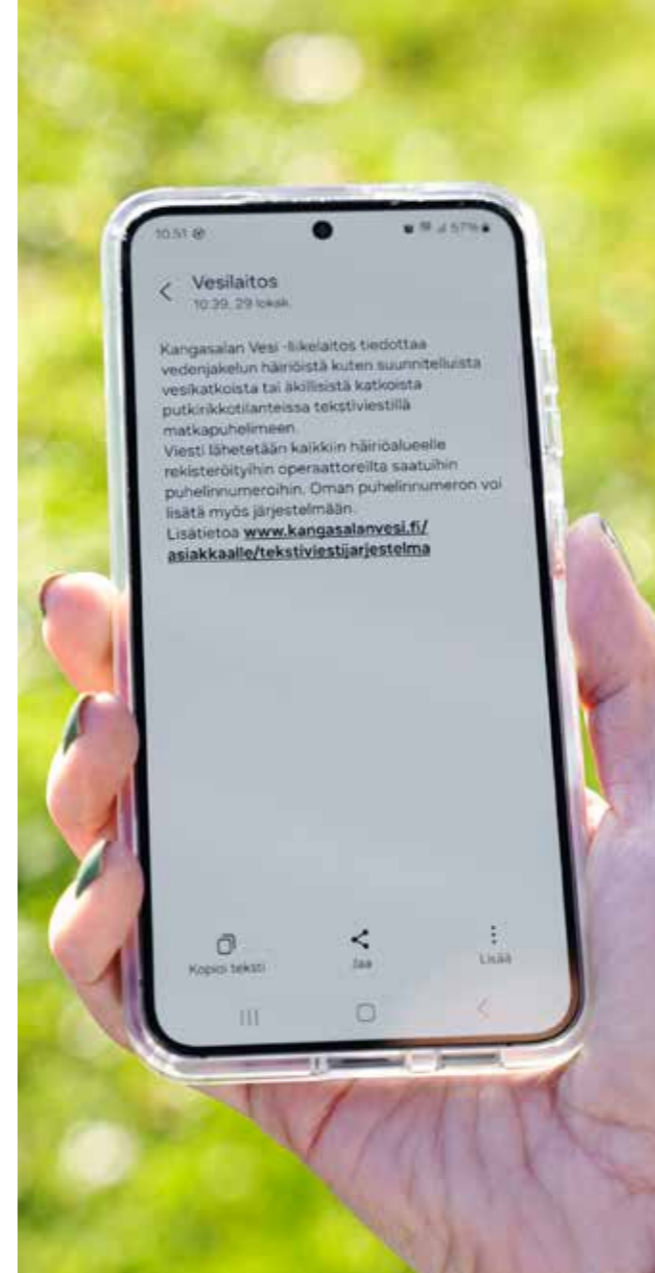 10.51
57%
Vesilaitos
10:39, 29 lokak.
Kangasalan Vesi -liikelaitos tiedottaa
vedenjakelun häiriöistä kuten suunnitelluista
vesikatkoista tai äkillisistä katkoista
putkirikkotilanteissa tekstiviestillä
matkapuhelimeen.
Viesti lähetetään kaikkiin häiriöalueelle
rekisteröityihin operaattoreilta saatuihin
puhelinnumeroihin. Oman puhelinnumeron voi
lisätä myös järjestelmään.
Lisätietoa www.kangasalanvesi.fi/
asiakkaalle/tekstiviestijarjestelma
Kopioi teksti
Jaa
Lisää